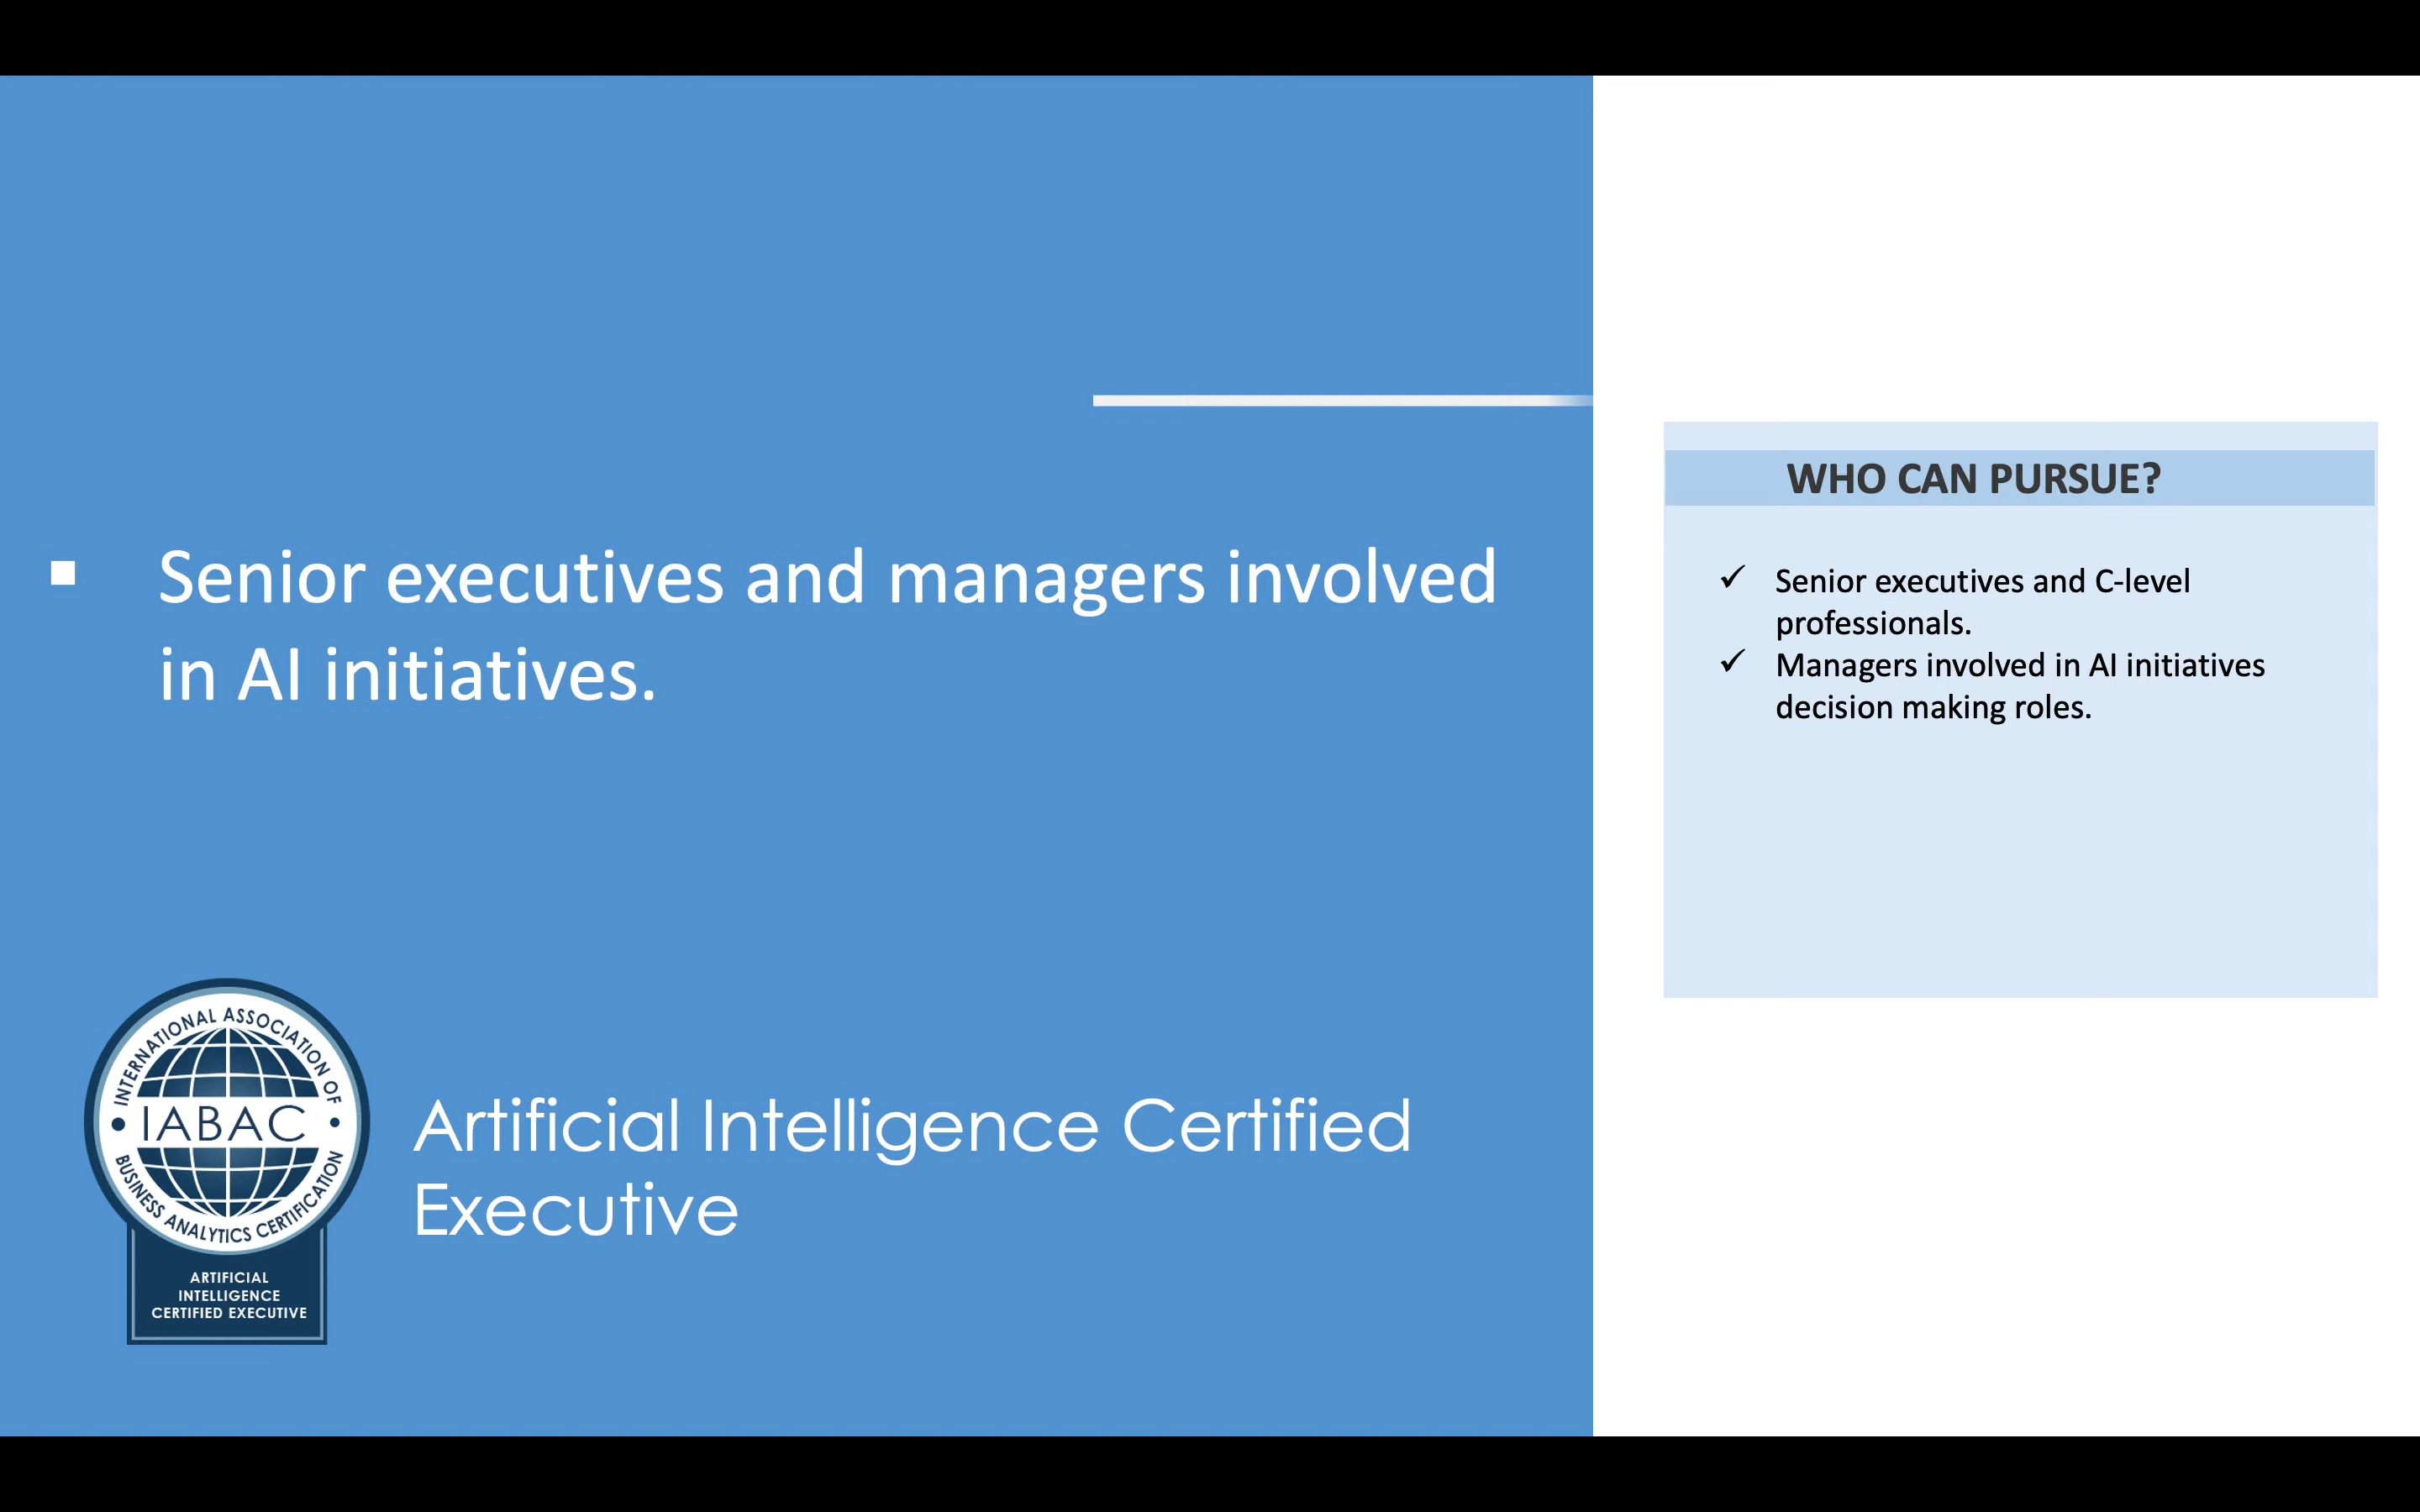 ▪ Senior executives and managers involved
in AI initiatives.
WHO CAN PURSUE?
✓ Senior executives and C-level
professionals.
✓ Managers involved in AI initiatives
decision making roles.
INTERNATIONAL ASSOCIATION OF
IABAC
BUSINESS ANALYTICS CERTIFICATION
ARTIFICIAL
INTELLIGENCE
CERTIFIED EXECUTIVE
Artificial Intelligence Certified
Executive